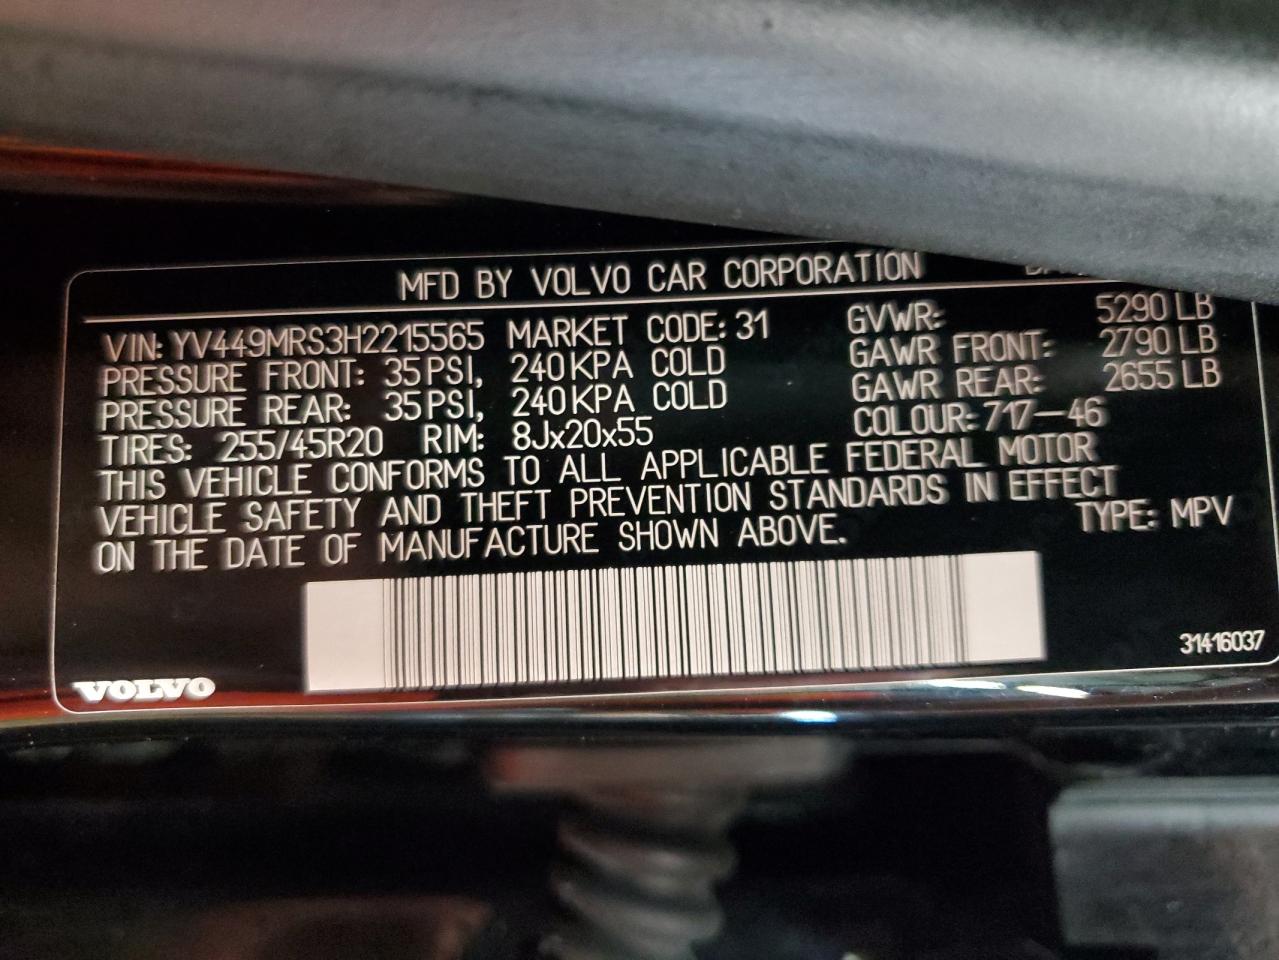 MFD BY VOLVO CAR CORPORATION
VIN: YV449MRS3H2215565 MARKET CODE: 31 GVWR: 5290 LB
PRESSURE FRONT: 35 PSI, 240 KPA COLD GAWR FRONT: 2790 LB
PRESSURE REAR: 35 PSI, 240 KPA COLD GAWR REAR: 2655 LB
TIRES: 255/45R20 RIM: 8Jx20x55 COLOUR: 717-46
THIS VEHICLE CONFORMS TO ALL APPLICABLE FEDERAL MOTOR
VEHICLE SAFETY AND THEFT PREVENTION STANDARDS IN EFFECT
ON THE DATE OF MANUFACTURE SHOWN ABOVE. TYPE: MPV
31416037
VOLVO